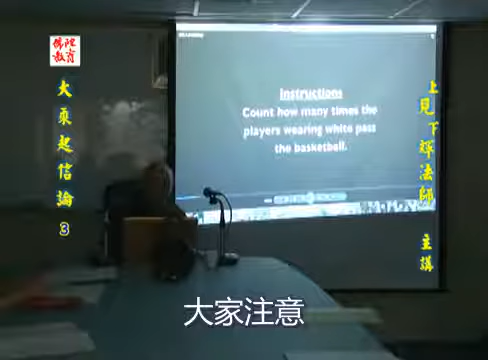 佛陀
教育
大乘起信論 3
上見下輝法師 主講
Instructions
Count how many times the
players wearing white pass
the basketball.
大家注意